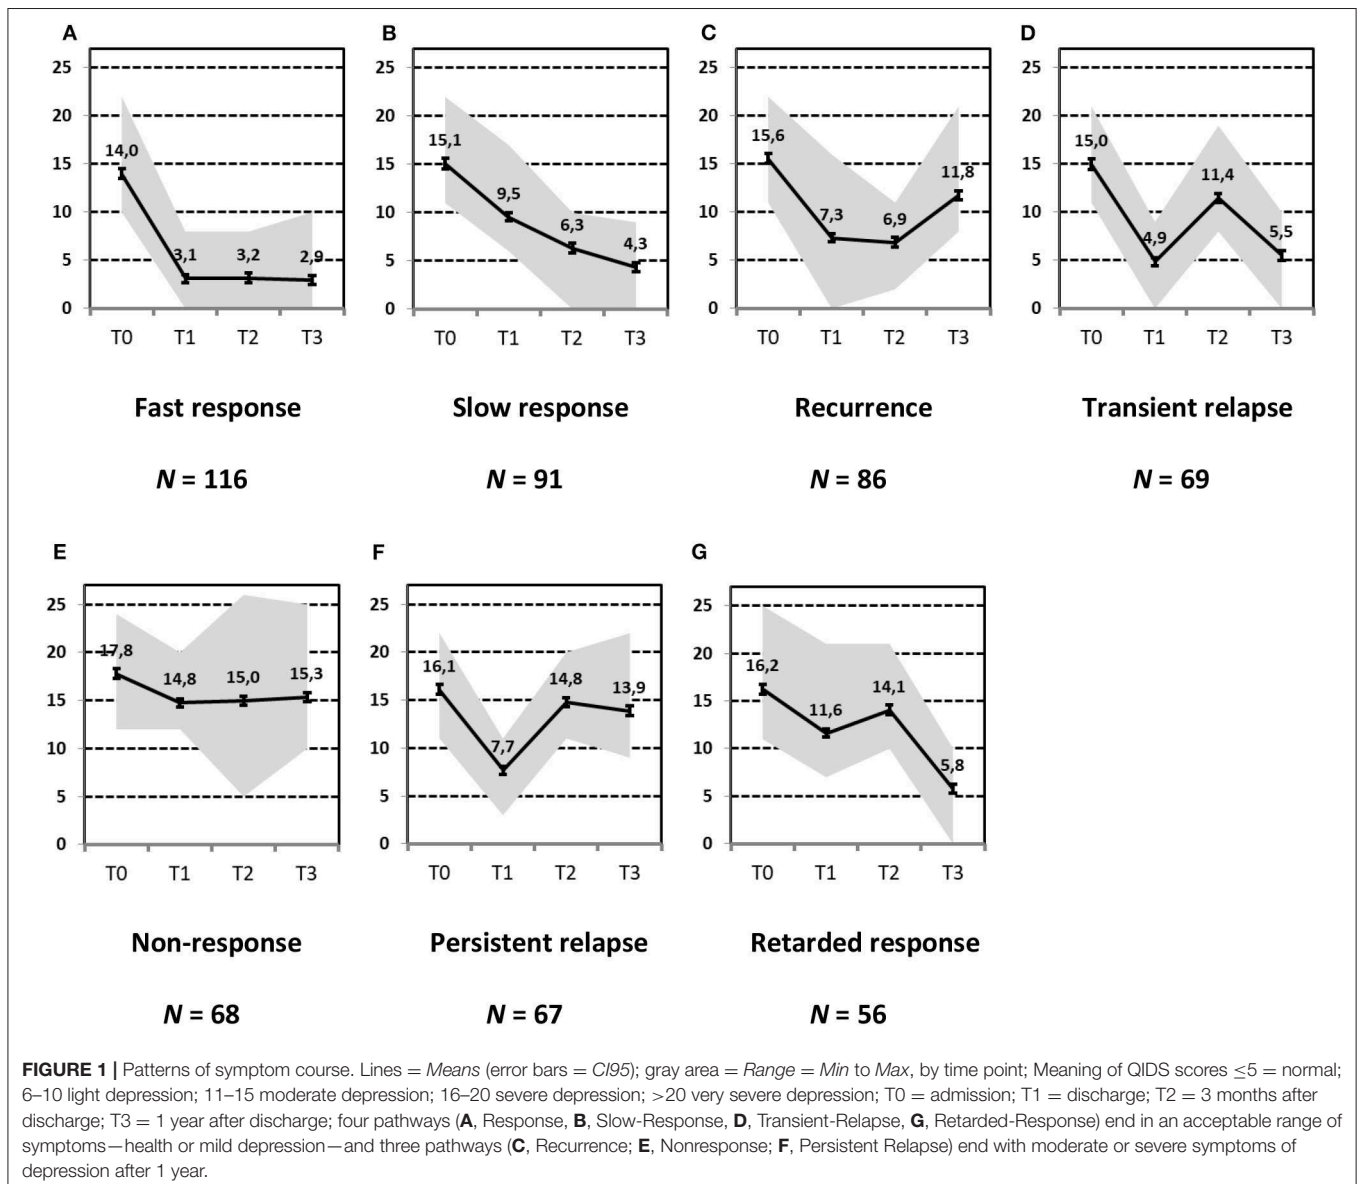 A
25
20
15
10
5
0
14,0
3,1
3,2
2,9
T0 T1 T2 T3
Fast response
N = 116
B
25
20
15
10
5
0
15,1
9,5
6,3
4,3
T0 T1 T2 T3
Slow response
N = 91
C
25
20
15
10
5
0
15,6
7,3
6,9
11,8
T0 T1 T2 T3
Recurrence
N = 86
D
25
20
15
10
5
0
15,0
4,9
11,4
5,5
T0 T1 T2 T3
Transient relapse
N = 69
E
25
20
15
10
5
0
17,8
14,8
15,0
15,3
T0 T1 T2 T3
Non-response
N = 68
F
25
20
15
10
5
0
16,1
7,7
14,8
13,9
T0 T1 T2 T3
Persistent relapse
N = 67
G
25
20
15
10
5
0
16,2
11,6
14,1
5,8
T0 T1 T2 T3
Retarded response
N = 56
FIGURE 1 | Patterns of symptom course. Lines = Means (error bars = CI95); gray area = Range = Min to Max, by time point; Meaning of QIDS scores ≤5 = normal;
6–10 light depression; 11–15 moderate depression; 16–20 severe depression; >20 very severe depression; T0 = admission; T1 = discharge; T2 = 3 months after
discharge; T3 = 1 year after discharge; four pathways (A, Response, B, Slow-Response, D, Transient-Relapse, G, Retarded-Response) end in an acceptable range of
symptoms—health or mild depression—and three pathways (C, Recurrence; E, Nonresponse; F, Persistent Relapse) end with moderate or severe symptoms of
depression after 1 year.